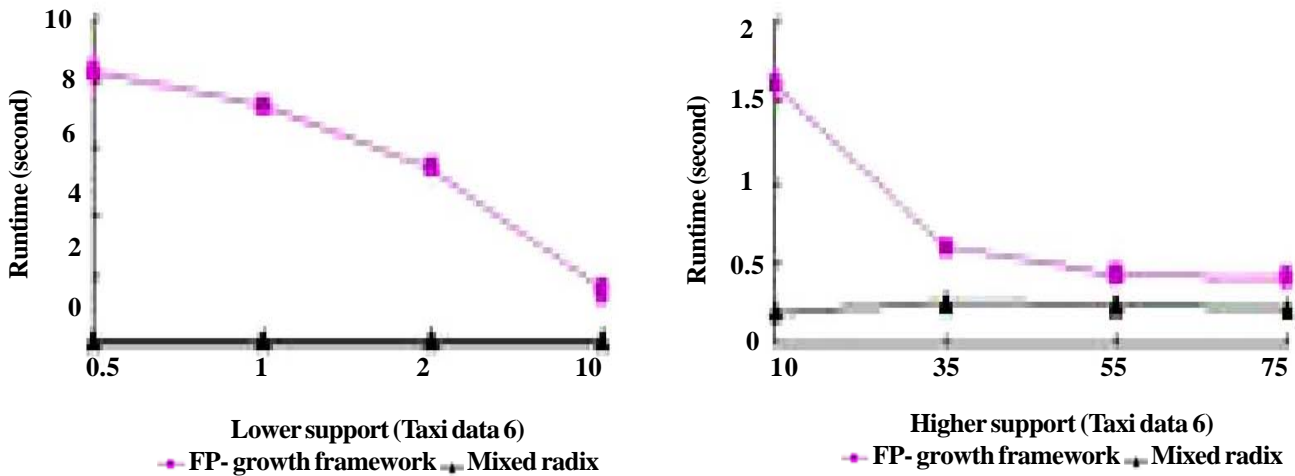 10
8
6
4
2
0
Runtime (second)
0.5 1 2 10
Lower support (Taxi data 6)
FP- growth framework Mixed radix
2
1.5
1
0.5
0
Runtime (second)
10 35 55 75
Higher support (Taxi data 6)
FP- growth framework Mixed radix